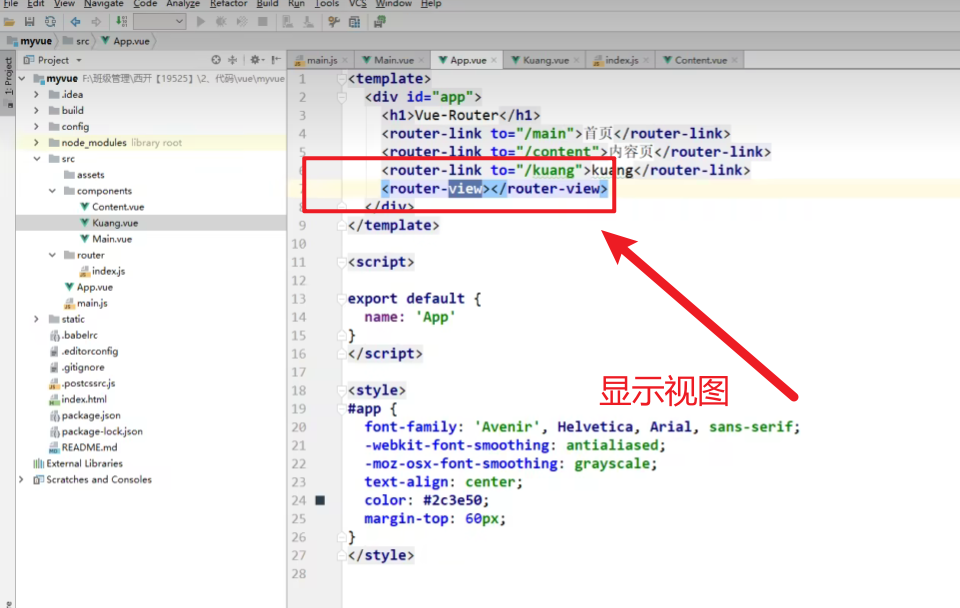 File Edit View Navigate Code Analyze Refactor Build Run Tools VCS Window Help
myvue src App.vue
Project
main.js Main.vue App.vue Kuang.vue index.js Content.vue
1: Project
myvue F:\班级管理\西开【19525】\2、代码\vue\myvue
.idea
build
config
node_modules library root
src
assets
components
Content.vue
Kuang.vue
Main.vue
router
index.js
App.vue
main.js
static
.babelrc
.editorconfig
.gitignore
.postcssrc.js
index.html
package.json
package-lock.json
README.md
External Libraries
Scratches and Consoles
1 <template>
2 <div id="app">
3 <h1>Vue-Router</h1>
4 <router-link to="/main">首页</router-link>
5 <router-link to="/content">内容页</router-link>
6 <router-link to="/kuang">kuang</router-link>
7 <router-view></router-view>
8 </div>
9 </template>
10
11 <script>
12
13 export default {
14 name: 'App'
15 }
16 </script>
17
18 <style>
19 #app {
20 font-family: 'Avenir', Helvetica, Arial, sans-serif;
21 -webkit-font-smoothing: antialiased;
22 -moz-osx-font-smoothing: grayscale;
23 text-align: center;
24 color: #2c3e50;
25 margin-top: 60px;
26 }
27 </style>
28
显示视图